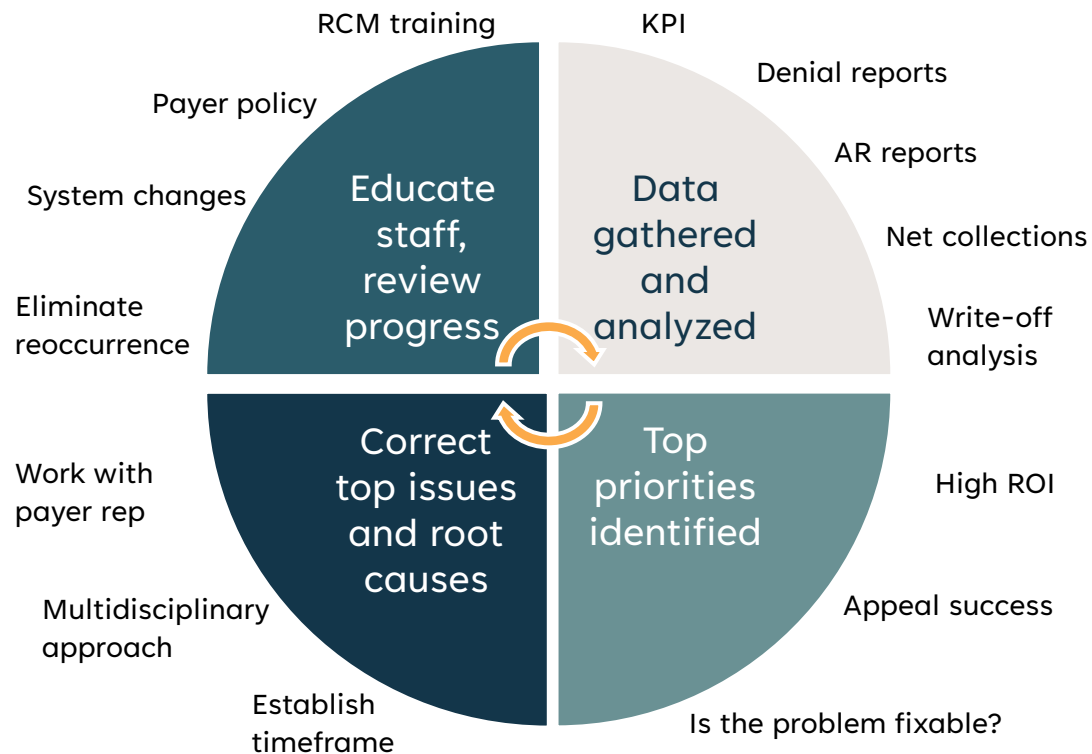 RCM training
KPI
Denial reports
Payer policy
AR reports
System changes
Net collections
Educate
staff,
review
progress
Data
gathered
and
analyzed
Eliminate
reoccurrence
Write-off
analysis
Correct
top issues
and root
causes
Top
priorities
identified
Work with
payer rep
High ROI
Multidisciplinary
approach
Appeal success
Establish
timeframe
Is the problem fixable?